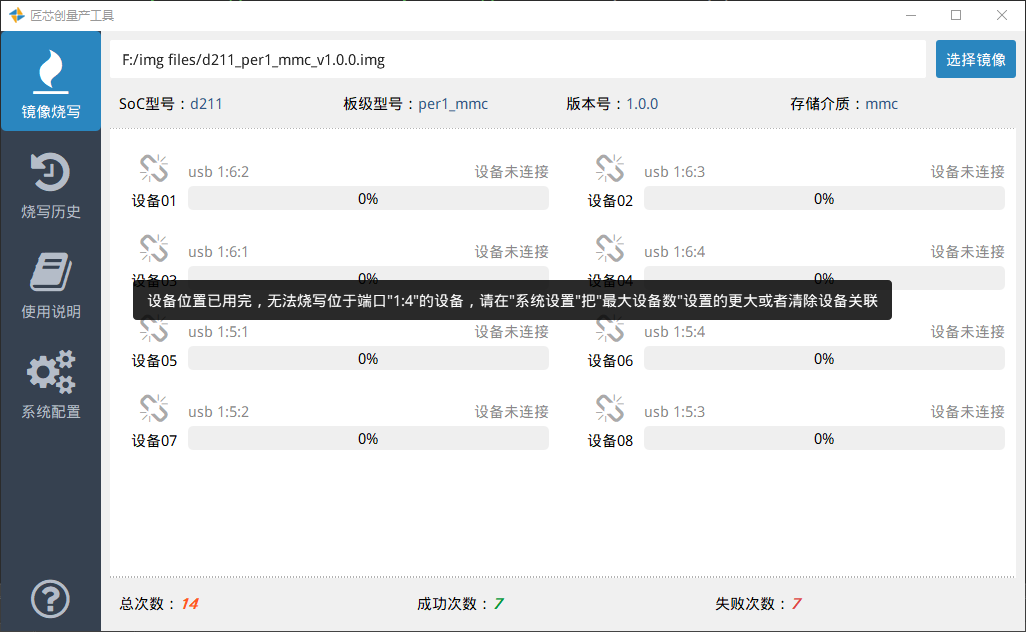 匠芯创量产工具
镜像烧写
烧写历史
使用说明
系统配置
F:/img files/d211_per1_mmc_v1.0.0.img
选择镜像
SoC型号：d211
板级型号：per1_mmc
版本号：1.0.0
存储介质：mmc
usb 1:6:2
设备未连接
设备01
0%
usb 1:6:3
设备未连接
设备02
0%
usb 1:6:1
设备未连接
设备03
0%
usb 1:6:4
设备未连接
设备04
0%
设备位置已用完，无法烧写位于端口"1:4"的设备，请在"系统设置"把"最大设备数"设置的更大或者清除设备关联
usb 1:5:1
设备未连接
设备05
0%
usb 1:5:4
设备未连接
设备06
0%
usb 1:5:2
设备未连接
设备07
0%
usb 1:5:3
设备未连接
设备08
0%
总次数：14
成功次数：7
失败次数：7